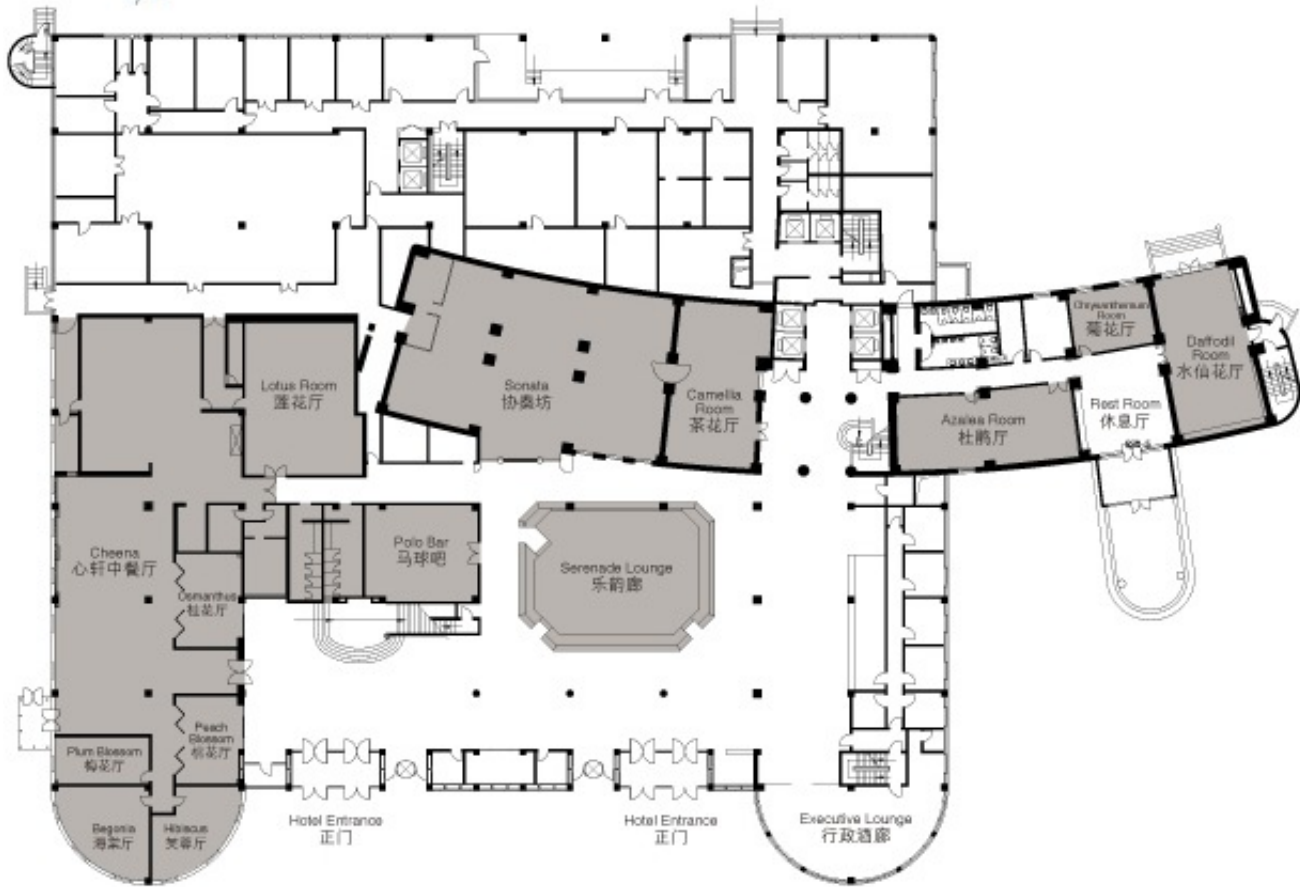 Chrysanthemum
Room
菊花厅
Daffodil
Room
水仙花厅
Lotus Room
莲花厅
Sonata
协奏坊
Camellia
Room
茶花厅
Azalea Room
杜鹃厅
Rest Room
休息厅
Cheena
心轩中餐厅
Polo Bar
马球吧
Serenade Lounge
乐韵廊
Osmanthus
桂花厅
Peach
Blossom
桃花厅
Plum Blossom
梅花厅
Begonia
海棠厅
Hibiscus
芙蓉厅
Hotel Entrance
正门
Hotel Entrance
正门
Executive Lounge
行政酒廊